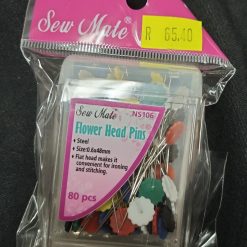 Sew Mate®
R 65.40
Sew Mate® NS106
Flower Head Pins
• Steel
• Size:0.6x48mm
• Flat head makes it
convenient for ironing
and stitching.
80 pcs